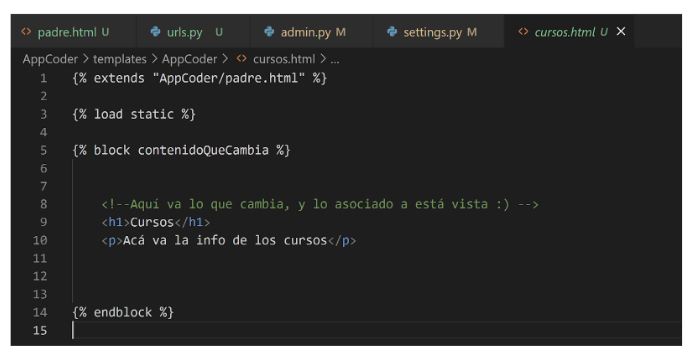 padre.html U urls.py U admin.py M settings.py M cursos.html U ×
AppCoder > templates > AppCoder > cursos.html > ...
1 {% extends "AppCoder/padre.html" %}
2
3 {% load static %}
4
5 {% block contenidoQueCambia %}
6
7
8 <!--Aquí va lo que cambia, y lo asociado a está vista :) -->
9 <h1>Cursos</h1>
10 <p>Acá va la info de los cursos</p>
11
12
13
14 {% endblock %}
15